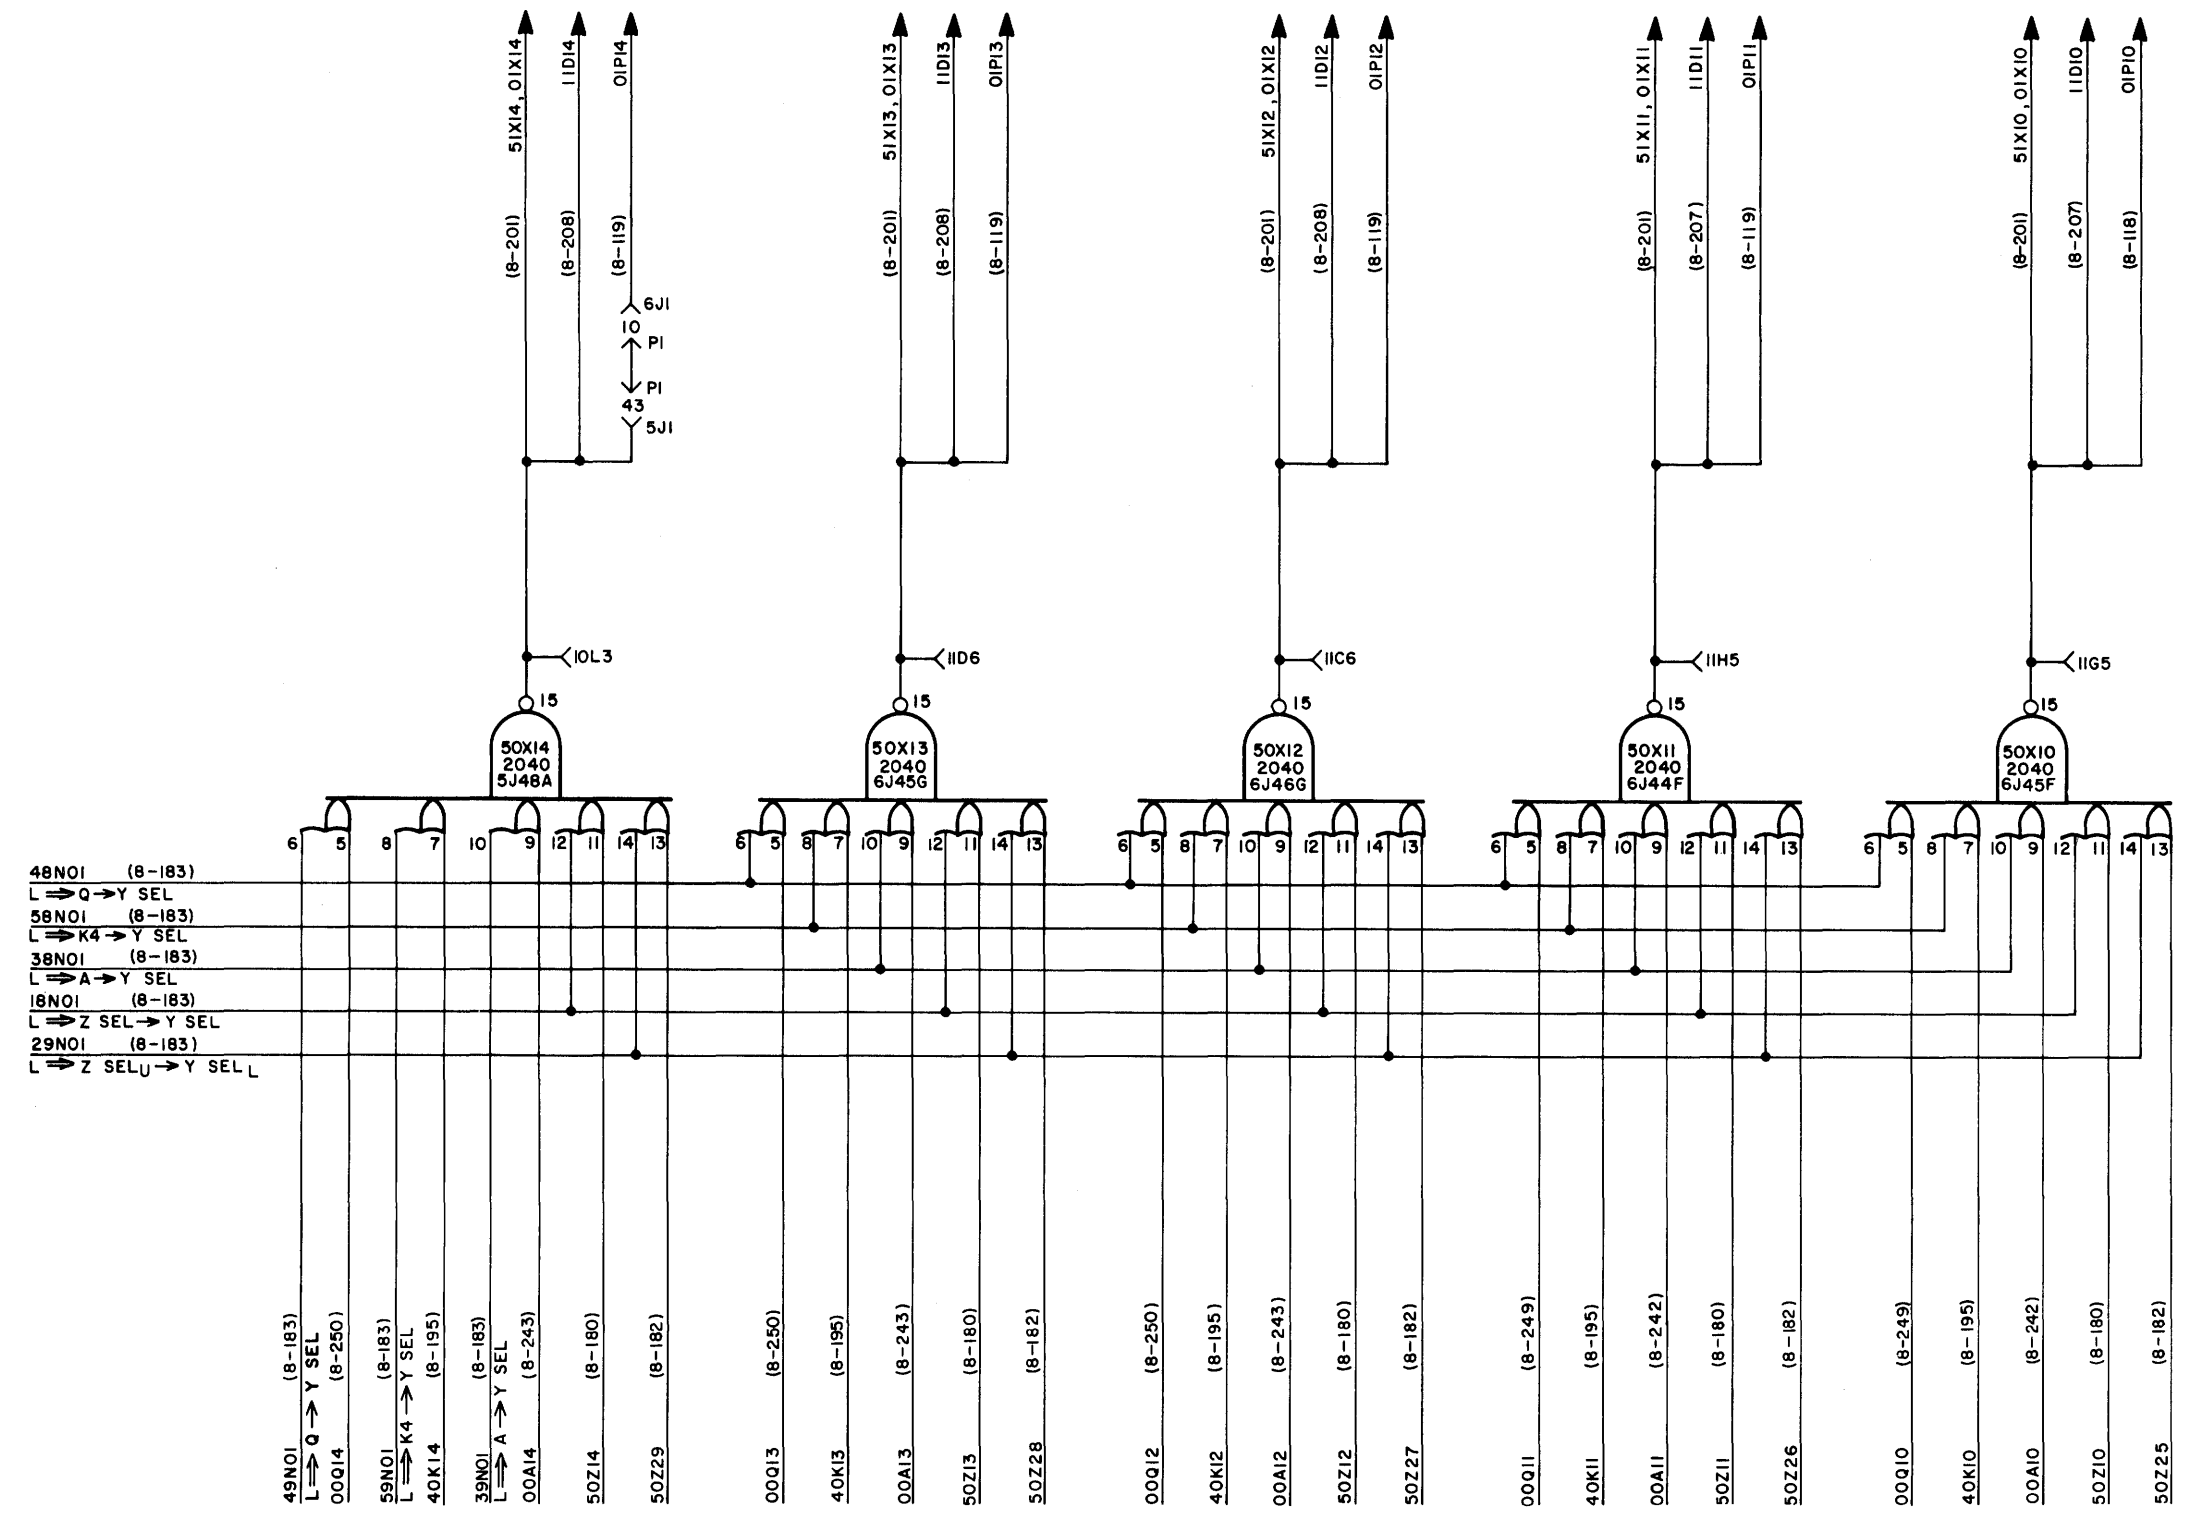 51X14, 01X14
11D14
01P14
51X13, 01X13
11D13
01P13
51X12, 01X12
11D12
01P12
51X11, 01X11
11D11
01P11
51X10, 01X10
11D10
01P10
(8-201)
(8-208)
(8-119)
(8-201)
(8-208)
(8-119)
(8-201)
(8-208)
(8-119)
(8-201)
(8-207)
(8-119)
(8-201)
(8-207)
(8-118)
6J1
10
P1
P1
43
5J1
10L3
11D6
11C6
11H5
11G5
15
15
15
15
15
50X14
2040
5J48A
50X13
2040
6J45G
50X12
2040
6J46G
50X11
2040
6J44F
50X10
2040
6J45F
6 5 8 7 10 9 12 11 14 13
6 5 8 7 10 9 12 11 14 13
6 5 8 7 10 9 12 11 14 13
6 5 8 7 10 9 12 11 14 13
6 5 8 7 10 9 12 11 14 13
48N01 (8-183)
L ⇒ Q → Y SEL
58N01 (8-183)
L ⇒ K4 → Y SEL
38N01 (8-183)
L ⇒ A → Y SEL
18N01 (8-183)
L ⇒ Z SEL → Y SEL
29N01 (8-183)
L ⇒ Z SELU → Y SELL
49N01 (8-183)
L ⇒ Q → Y SEL
00Q14 (8-250)
59N01 (8-183)
L ⇒ K4 → Y SEL
40K14 (8-195)
39N01 (8-183)
L ⇒ A → Y SEL
00A14 (8-243)
50Z14 (8-180)
50Z29 (8-182)
00Q13 (8-250)
40K13 (8-195)
00A13 (8-243)
50Z13 (8-180)
50Z28 (8-182)
00Q12 (8-250)
40K12 (8-195)
00A12 (8-243)
50Z12 (8-180)
50Z27 (8-182)
00Q11 (8-249)
40K11 (8-195)
00A11 (8-242)
50Z11 (8-180)
50Z26 (8-182)
00Q10 (8-249)
40K10 (8-195)
00A10 (8-242)
50Z10 (8-180)
50Z25 (8-182)